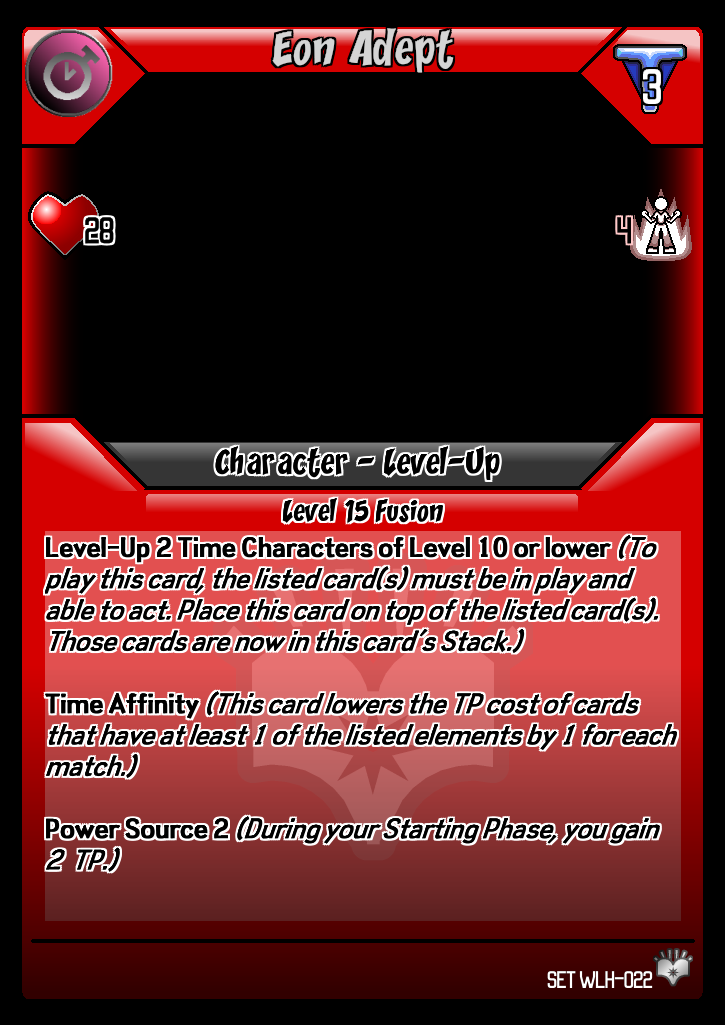 Eon Adept
3
28
4
Character - Level-Up
Level 15 Fusion
Level-Up 2 Time Characters of Level 10 or lower (To
play this card, the listed card(s) must be in play and
able to act. Place this card on top of the listed card(s).
Those cards are now in this card's Stack.)
Time Affinity (This card lowers the TP cost of cards
that have at least 1 of the listed elements by 1 for each
match.)
Power Source 2 (During your Starting Phase, you gain
2 TP.)
SET WLH-022